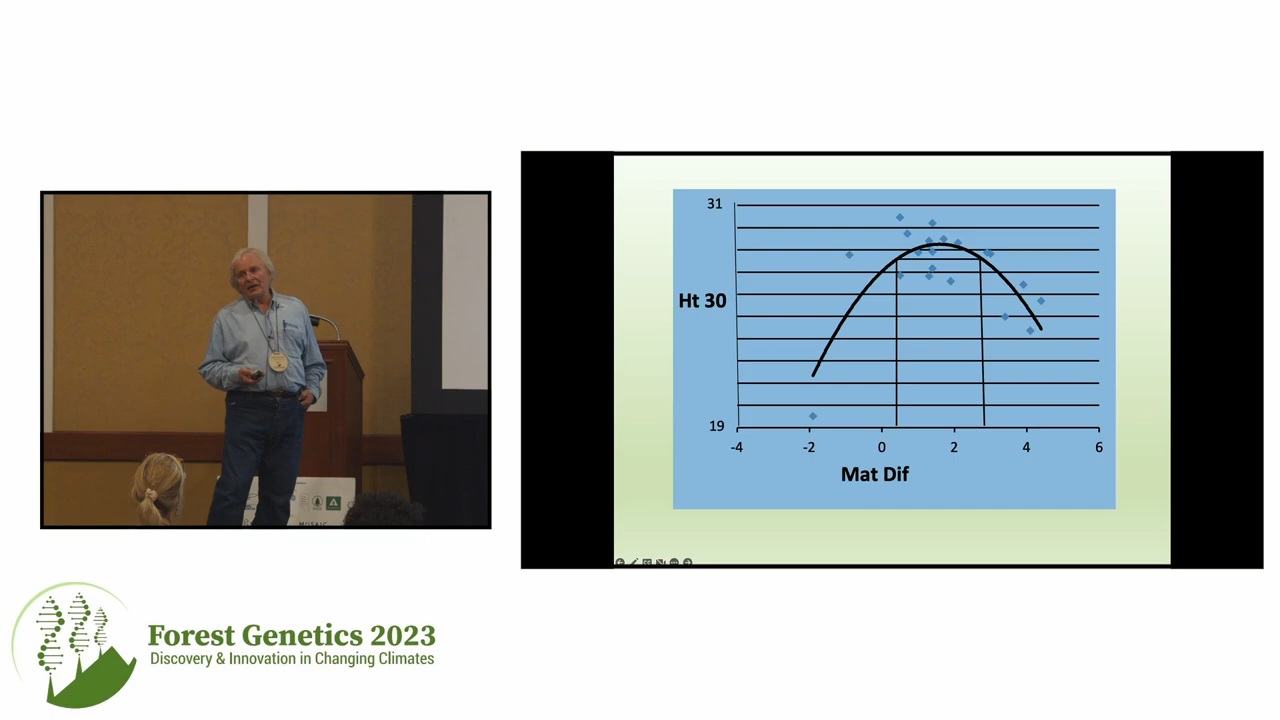 31
Ht 30
19
-4
-2
0
2
4
6
Mat Dif
MOSAIC
Forest Genetics 2023
Discovery & Innovation in Changing Climates